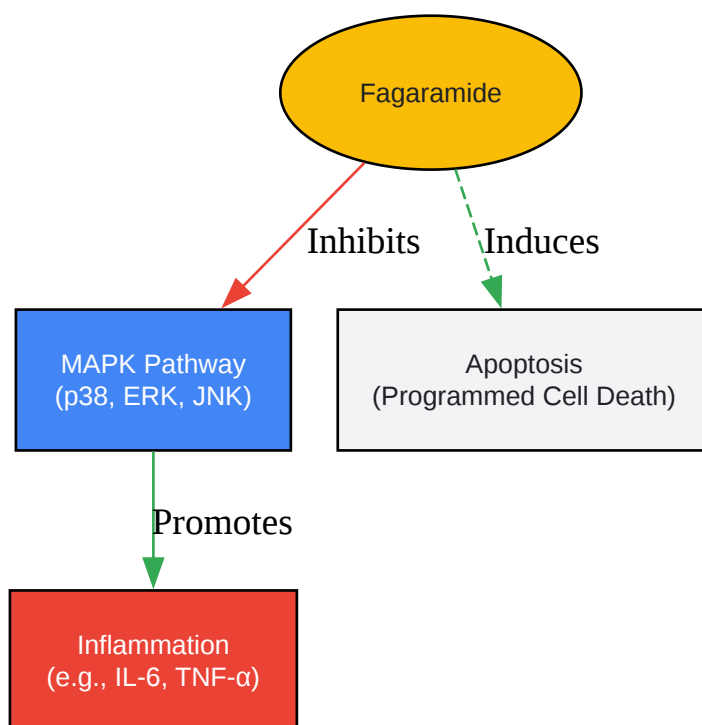 Fagaramide
Inhibits
Induces
MAPK Pathway
(p38, ERK, JNK)
Apoptosis
(Programmed Cell Death)
Promotes
Inflammation
(e.g., IL-6, TNF-α)